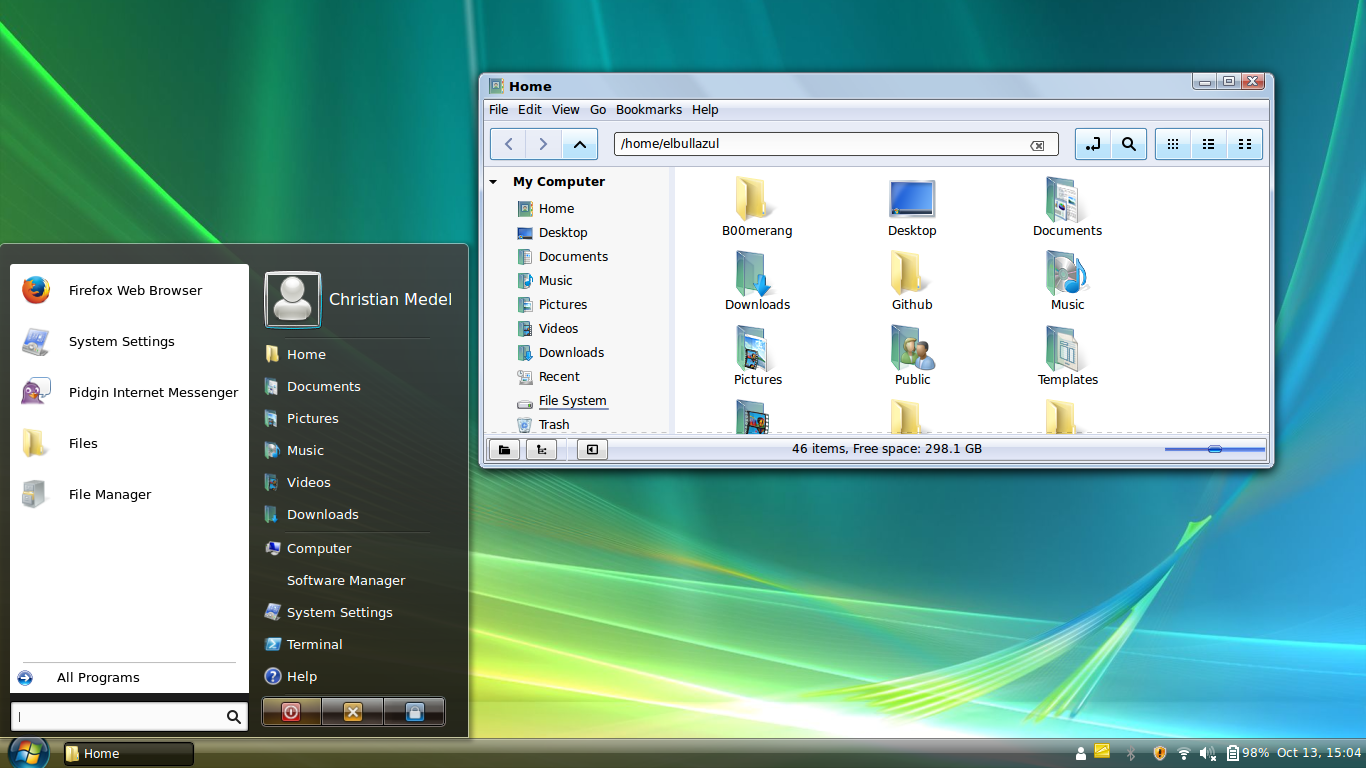 Home
File Edit View Go Bookmarks Help
/home/elbullazul
My Computer
Home
Desktop
Documents
Music
Pictures
Videos
Downloads
Recent
File System
Trash
B00merang
Desktop
Documents
Downloads
Github
Music
Pictures
Public
Templates
46 items, Free space: 298.1 GB
Firefox Web Browser
System Settings
Pidgin Internet Messenger
Files
File Manager
All Programs
Christian Medel
Home
Documents
Pictures
Music
Videos
Downloads
Computer
Software Manager
System Settings
Terminal
Help
Home
98% Oct 13, 15:04